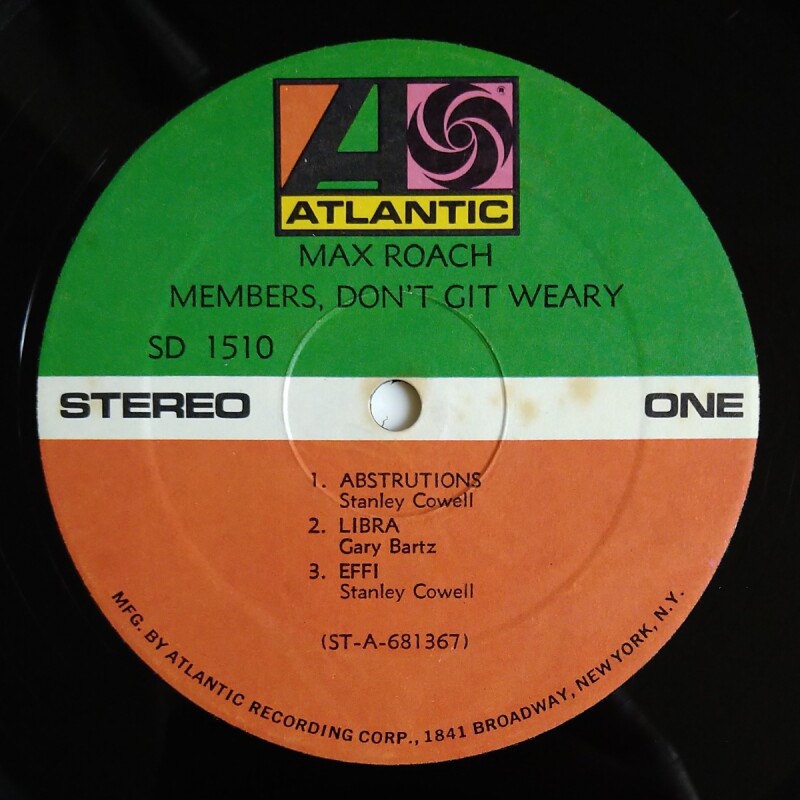 A
®
ATLANTIC
MAX ROACH
MEMBERS, DON'T GIT WEARY
SD 1510
STEREO ONE
1. ABSTRUTIONS
Stanley Cowell
2. LIBRA
Gary Bartz
3. EFFI
Stanley Cowell
(ST-A-681367)
MFG. BY ATLANTIC RECORDING CORP., 1841 BROADWAY, NEW YORK, N.Y.